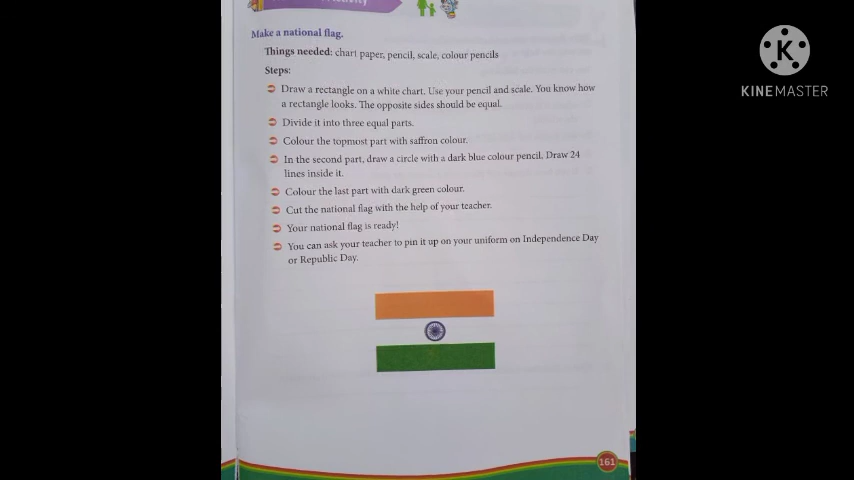 Make a national flag.
Things needed: chart paper, pencil, scale, colour pencils
Steps:
Draw a rectangle on a white chart. Use your pencil and scale. You know how
a rectangle looks. The opposite sides should be equal.
Divide it into three equal parts.
Colour the topmost part with saffron colour.
In the second part, draw a circle with a dark blue colour pencil. Draw 24
lines inside it.
Colour the last part with dark green colour.
Cut the national flag with the help of your teacher.
Your national flag is ready!
You can ask your teacher to pin it up on your uniform on Independence Day
or Republic Day.
161
K
KINEMASTER